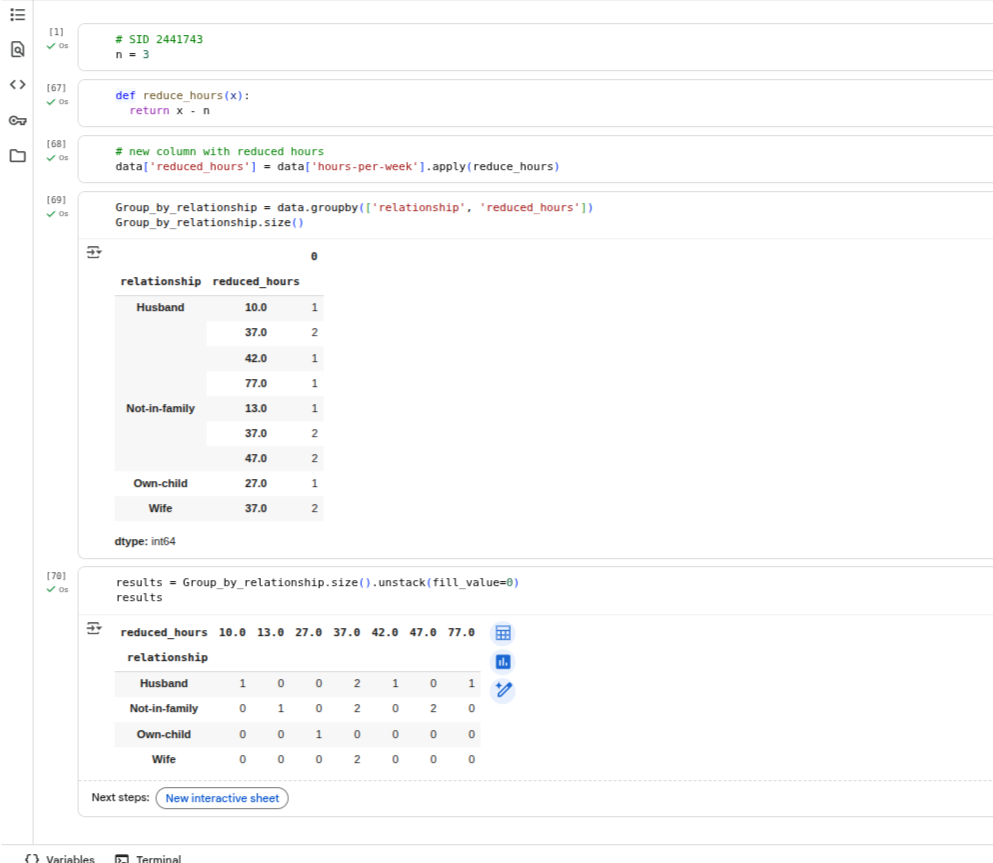 [1]
0s
# SID 2441743
n = 3
[67]
0s
def reduce_hours(x):
return x - n
[68]
0s
# new column with reduced hours
data['reduced_hours'] = data['hours-per-week'].apply(reduce_hours)
[69]
0s
Group_by_relationship = data.groupby(['relationship', 'reduced_hours'])
Group_by_relationship.size()
0
relationship reduced_hours
Husband 10.0 1
37.0 2
42.0 1
77.0 1
Not-in-family 13.0 1
37.0 2
47.0 2
Own-child 27.0 1
Wife 37.0 2
dtype: int64
[70]
0s
results = Group_by_relationship.size().unstack(fill_value=0)
results
reduced_hours 10.0 13.0 27.0 37.0 42.0 47.0 77.0
relationship
Husband 1 0 0 2 1 0 1
Not-in-family 0 1 0 2 0 2 0
Own-child 0 0 1 0 0 0 0
Wife 0 0 0 2 0 0 0
Next steps: New interactive sheet
Variables Terminal